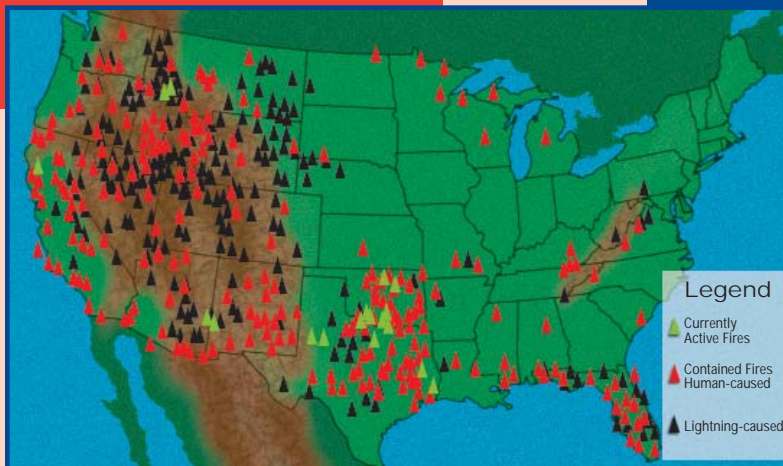 Legend
Currently
Active Fires
Contained Fires
Human-caused
Lightning-caused